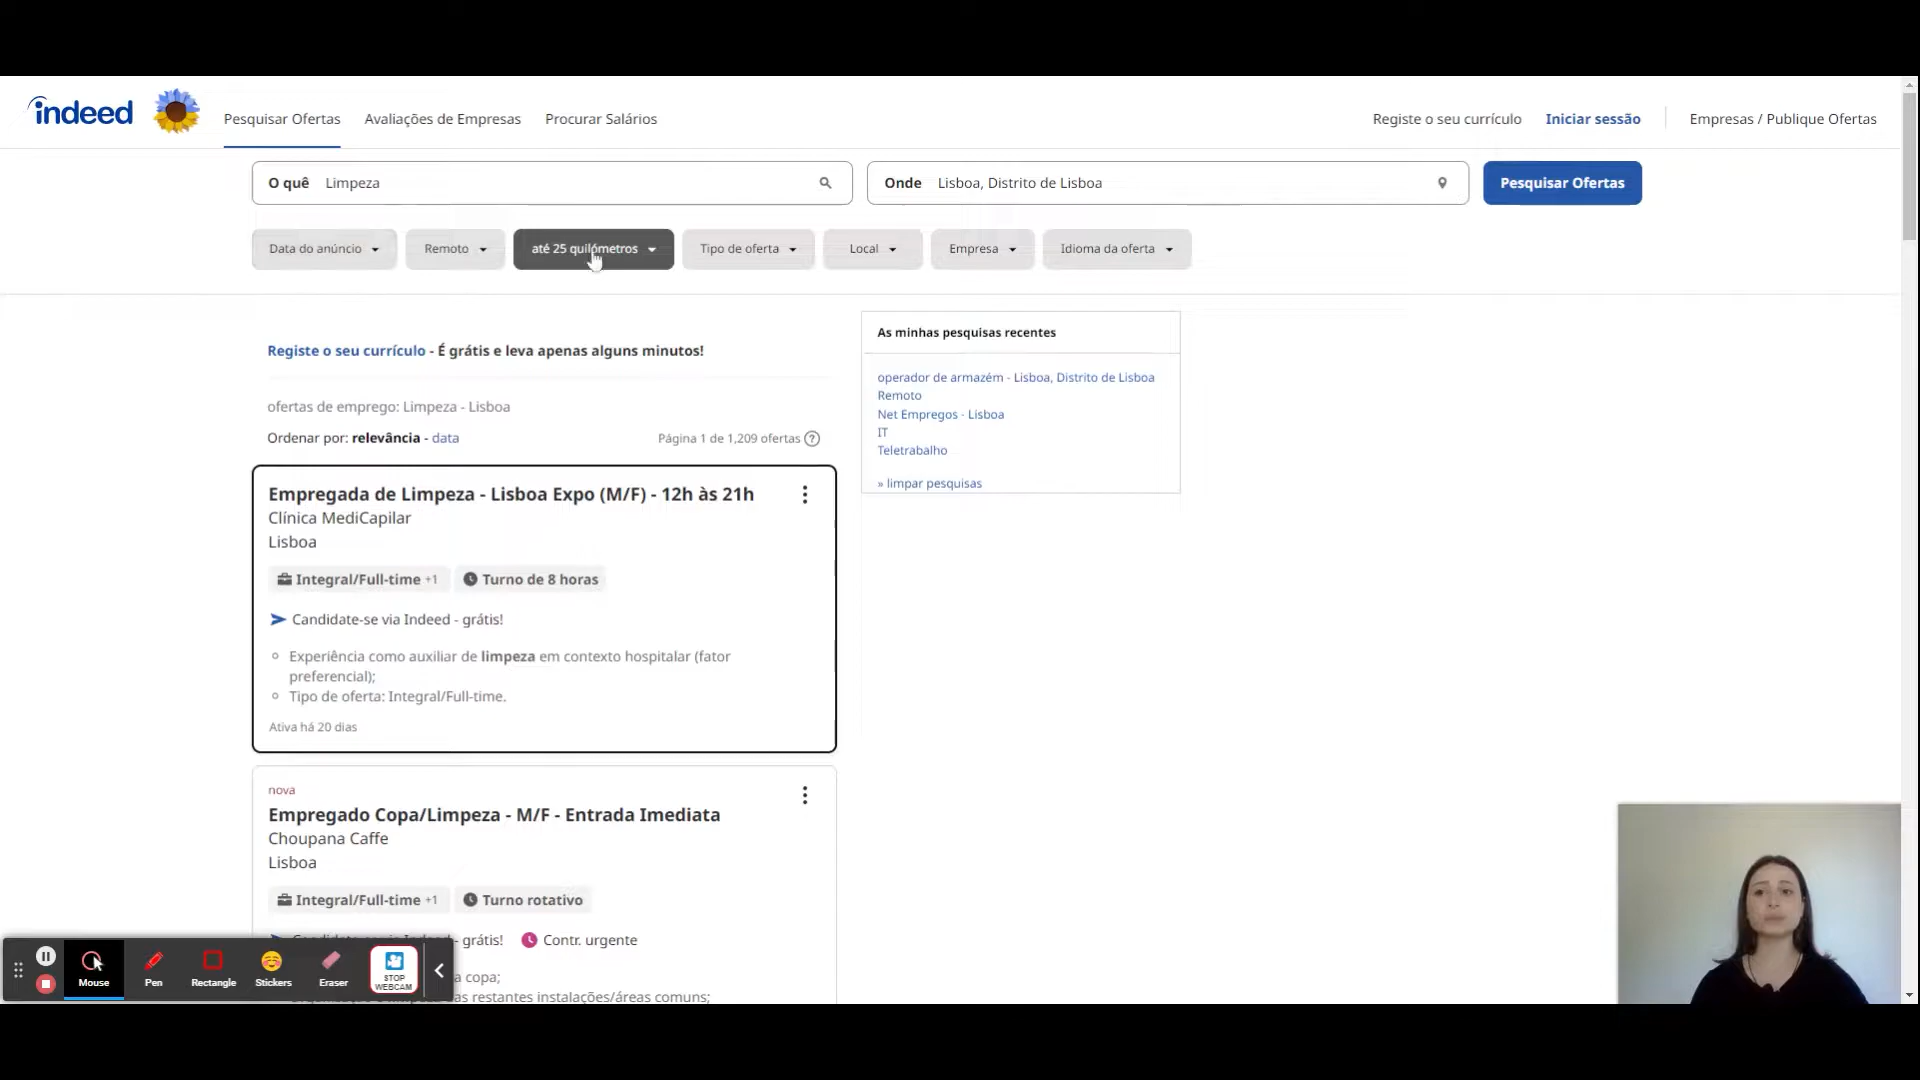 indeed
Pesquisar Ofertas
Avaliações de Empresas
Procurar Salários
Registe o seu currículo
Iniciar sessão
Empresas / Publique Ofertas
O quê Limpeza
Onde Lisboa, Distrito de Lisboa
Pesquisar Ofertas
Data do anúncio
Remoto
até 25 quilómetros
Tipo de oferta
Local
Empresa
Idioma da oferta
Registe o seu currículo - É grátis e leva apenas alguns minutos!
ofertas de emprego: Limpeza - Lisboa
Ordenar por: relevância - data
Página 1 de 1,209 ofertas ?
Empregada de Limpeza - Lisboa Expo (M/F) - 12h às 21h
Clínica MediCapilar
Lisboa
Integral/Full-time +1
Turno de 8 horas
Candidate-se via Indeed - grátis!
Experiência como auxiliar de limpeza em contexto hospitalar (fator
preferencial);
Tipo de oferta: Integral/Full-time.
Ativa há 20 dias
nova
Empregado Copa/Limpeza - M/F - Entrada Imediata
Choupana Caffe
Lisboa
Integral/Full-time +1
Turno rotativo
- grátis!
Contr. urgente
a copa;
as restantes instalações/áreas comuns;
As minhas pesquisas recentes
operador de armazém - Lisboa, Distrito de Lisboa
Remoto
Net Empregos - Lisboa
IT
Teletrabalho
» limpar pesquisas
Mouse
Pen
Rectangle
Stickers
Eraser
STOP
WEBCAM